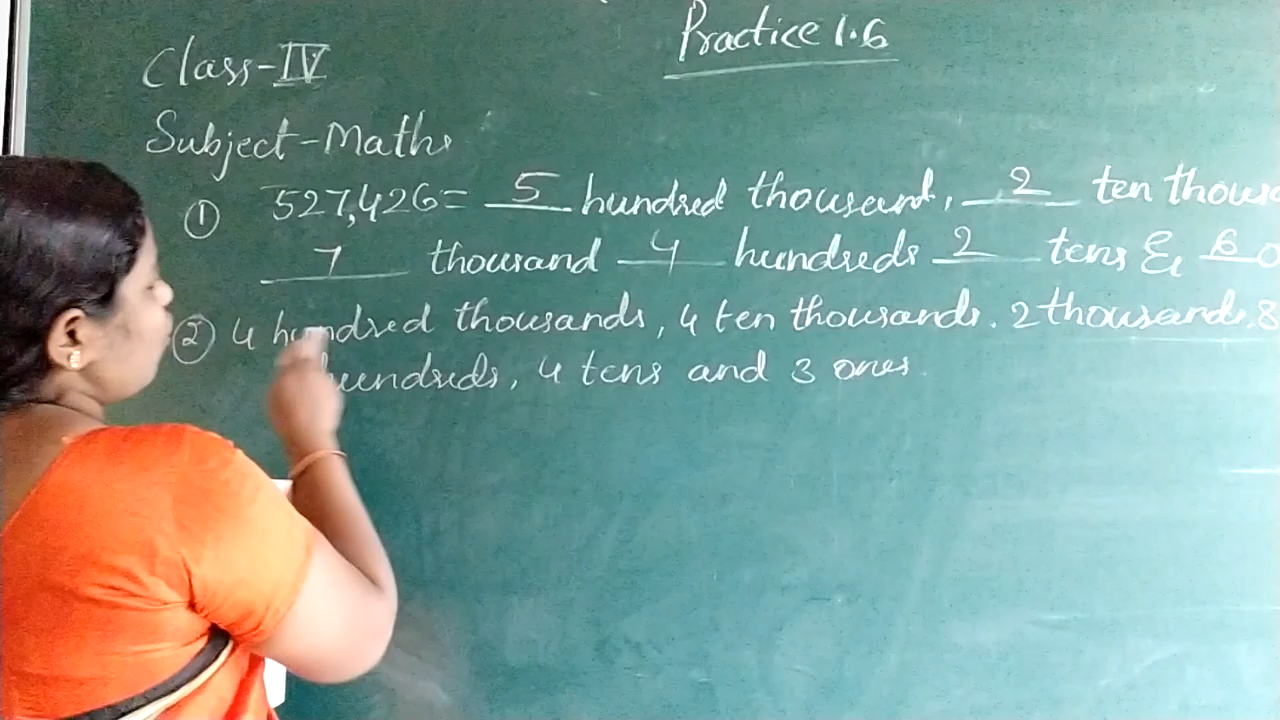 Practice 1.6
Class-IV
Subject-Maths
① 527,426= 5 hundred thousand, 2 ten thous
7 thousand 4 hundreds 2 tens & 6 o
② 4 hundred thousands, 4 ten thousands. 2 thousands. 8
hundreds, 4 tens and 3 ones.